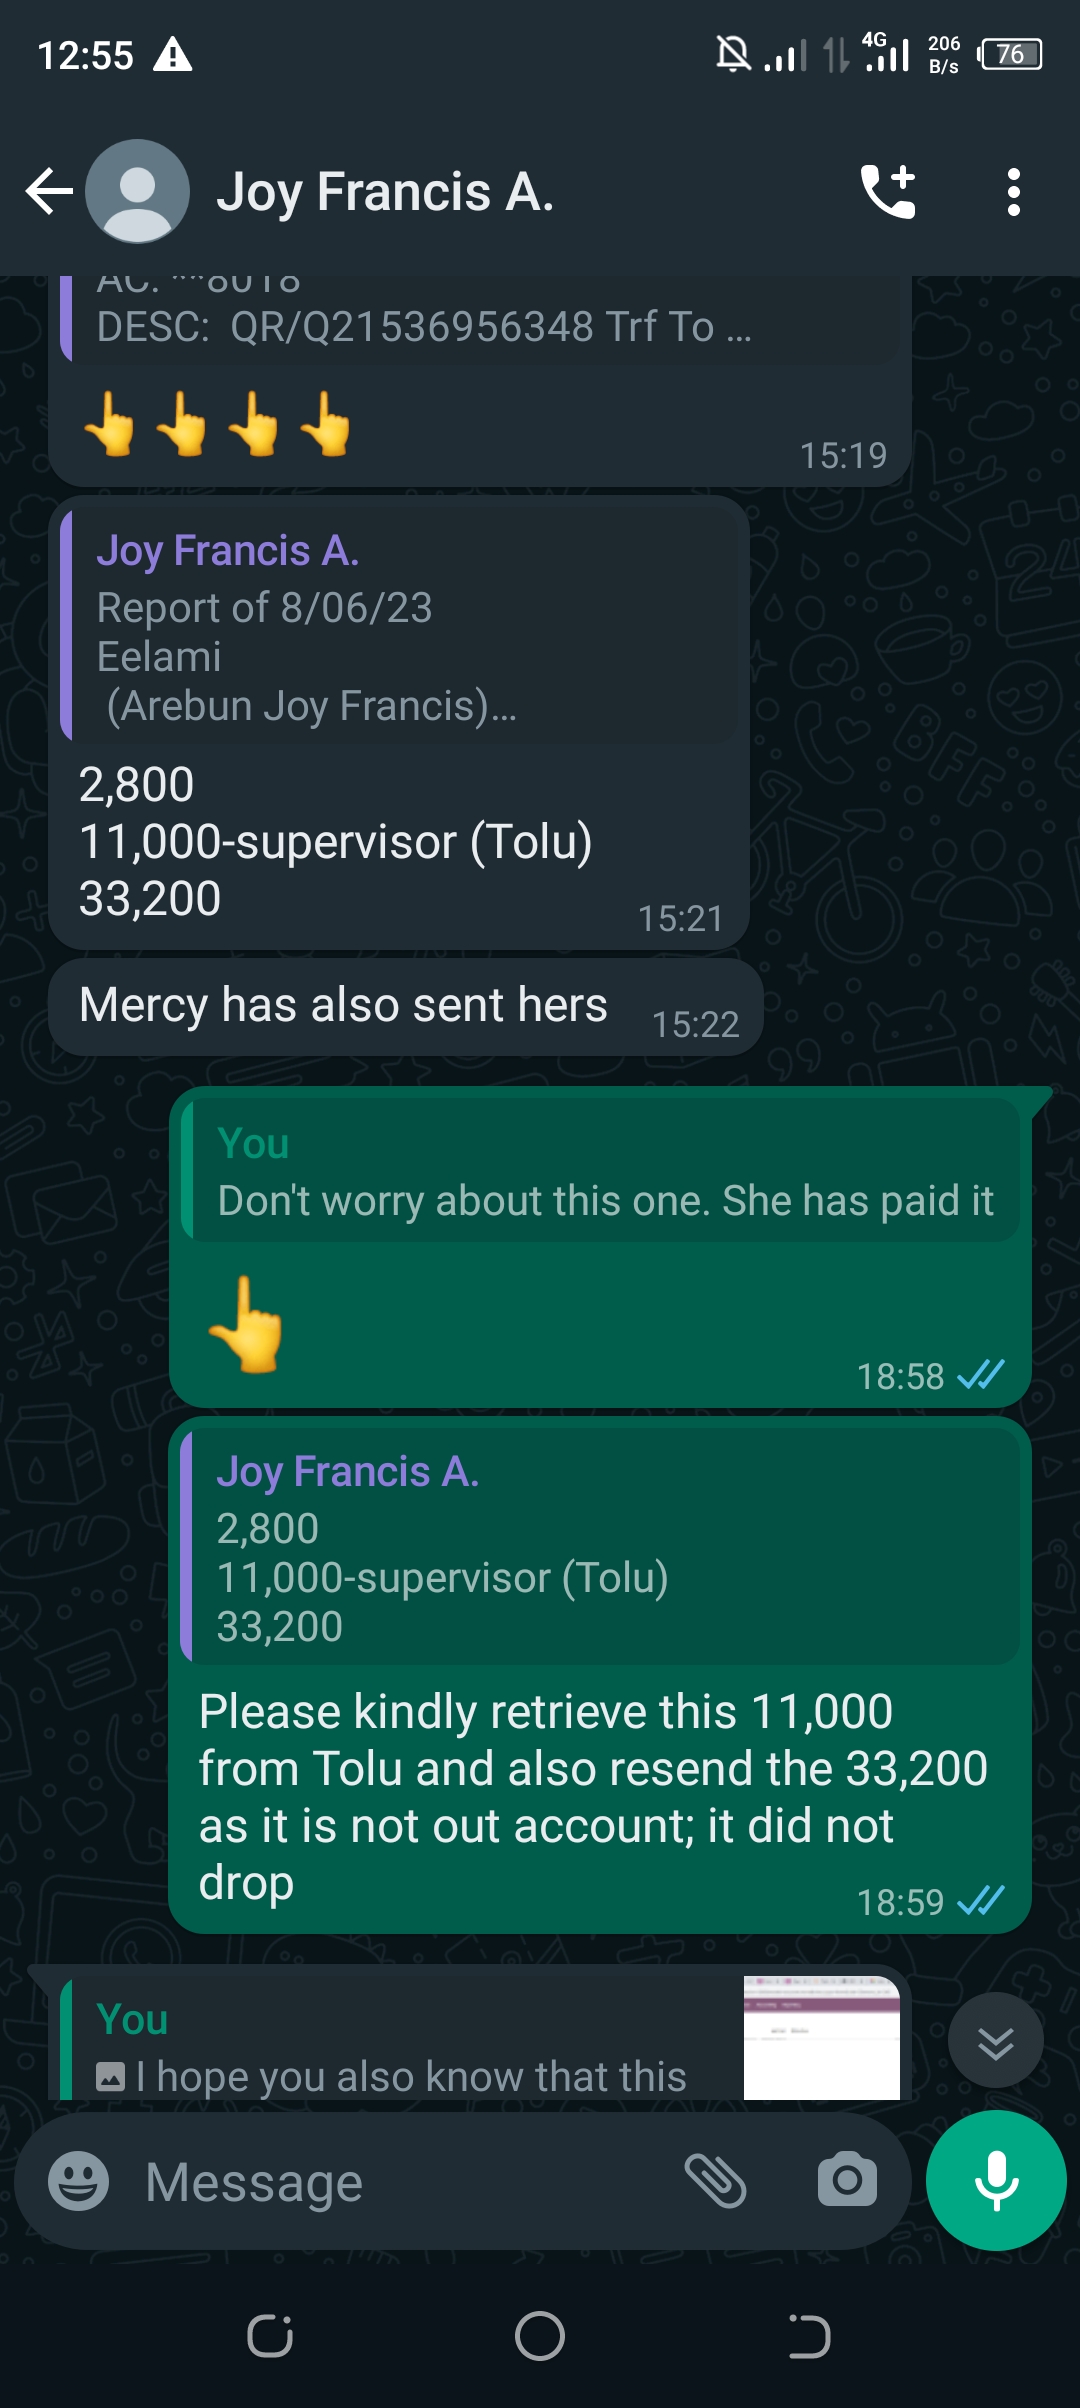 12:55
4G
206
B/s
76
Joy Francis A.
AC: **8018
DESC:  QR/Q21536956348 Trf To ...
15:19
Joy Francis A.
Report of 8/06/23
Eelami
(Arebun Joy Francis)...
2,800
11,000-supervisor (Tolu)
33,200
15:21
Mercy has also sent hers
15:22
You
Don't worry about this one. She has paid it
18:58
Joy Francis A.
2,800
11,000-supervisor (Tolu)
33,200
Please kindly retrieve this 11,000
from Tolu and also resend the 33,200
as it is not out account; it did not
drop
18:59
You
I hope you also know that this
Message